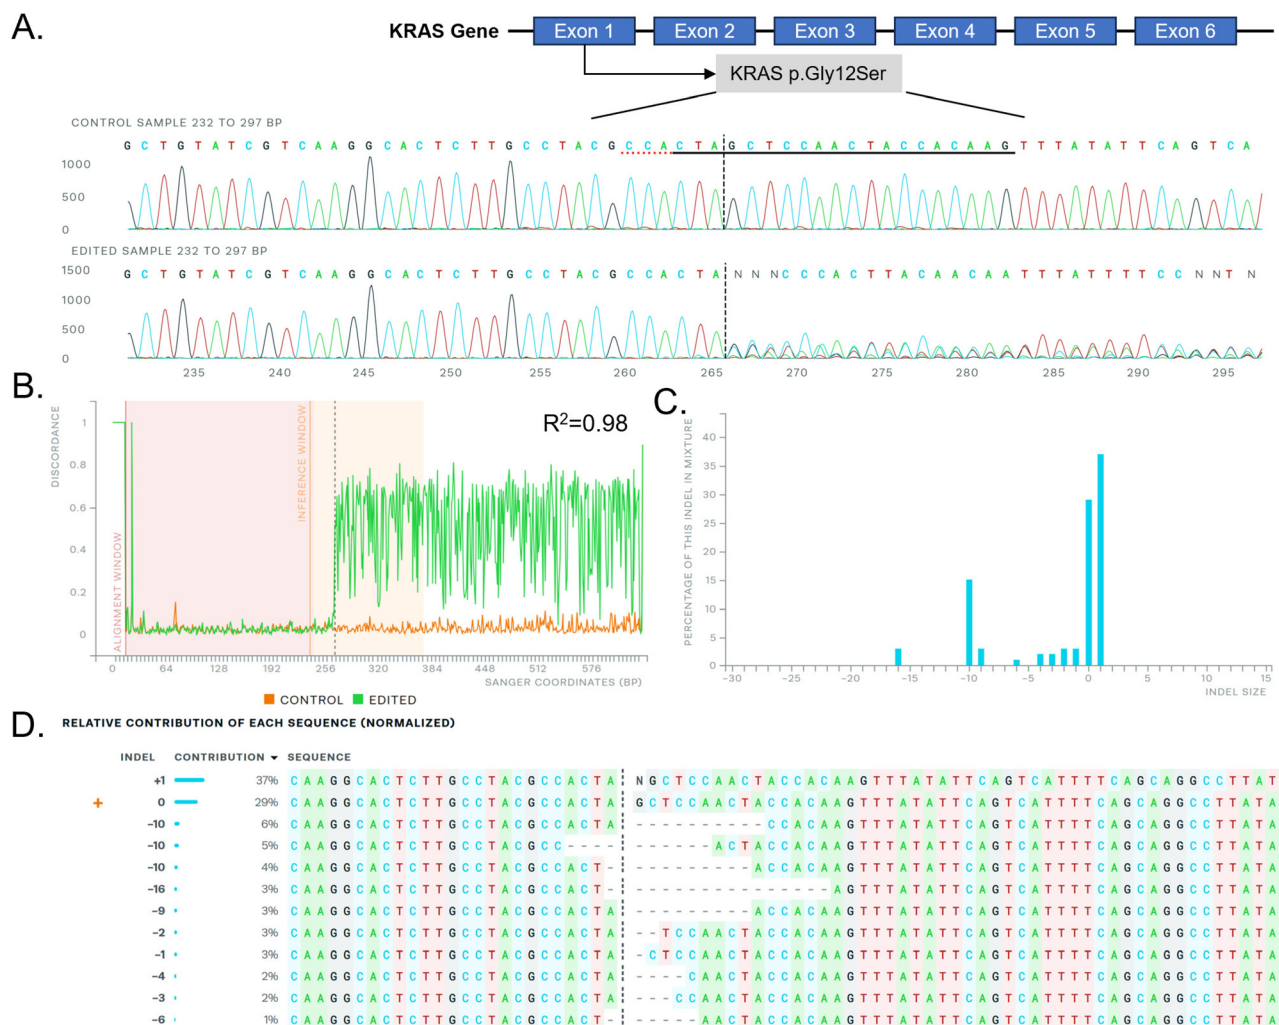 A.
KRAS Gene
Exon 1 Exon 2 Exon 3 Exon 4 Exon 5 Exon 6
KRAS p.Gly12Ser
CONTROL SAMPLE 232 TO 297 BP
G C T G T A T C G T C A A G G C A C T C T T G C C T A C G C C A C T A G C T C C A A C T A C C A C A A G T T T A T A T T C A G T C A
1000
500
0
EDITED SAMPLE 232 TO 297 BP
1500
G C T G T A T C G T C A A G G C A C T C T T G C C T A C G C C A C T A N N N C C C A C T T A C A A C A A T T T A T T T T C C N N T N
1000
500
0
235 240 245 250 255 260 265 270 275 280 285 290 295
B.
R2=0.98
DISCORDANCE
1
0.8
0.6
0.4
0.2
0
ALIGNMENT WINDOW
INFERENCE WINDOW
0 64 128 192 256 320 384 448 512 576
SANGER COORDINATES (BP)
CONTROL EDITED
C.
PERCENTAGE OF THIS INDEL IN MIXTURE
40
35
30
25
20
15
10
5
0
-30 -25 -20 -15 -10 -5 0 5 10 15
INDEL SIZE
D.
RELATIVE CONTRIBUTION OF EACH SEQUENCE (NORMALIZED)
INDEL CONTRIBUTION SEQUENCE
+1 37% C A A G G C A C T C T T G C C T A C G C C A C T A N G C T C C A A C T A C C A C A A G T T T A T A T T C A G T C A T T T T C A G C A G G C C T T A T
+ 0 29% C A A G G C A C T C T T G C C T A C G C C A C T A G C T C C A A C T A C C A C A A G T T T A T A T T C A G T C A T T T T C A G C A G G C C T T A T A
-10 6% C A A G G C A C T C T T G C C T A C G C C A C T A - - - - - - - - - - C C A C A A G T T T A T A T T C A G T C A T T T T C A G C A G G C C T T A T A
-10 5% C A A G G C A C T C T T G C C T A C G C C - - - - - - - - - - A C T A C C A C A A G T T T A T A T T C A G T C A T T T T C A G C A G G C C T T A T A
-10 4% C A A G G C A C T C T T G C C T A C G C C A C T - - - - - - - - - - A C C A C A A G T T T A T A T T C A G T C A T T T T C A G C A G G C C T T A T A
-16 3% C A A G G C A C T C T T G C C T A C G C C A C T - - - - - - - - - - - - - - - - A G T T T A T A T T C A G T C A T T T T C A G C A G G C C T T A T A
-9 3% C A A G G C A C T C T T G C C T A C G C C A C T A - - - - - - - - - A C C A C A A G T T T A T A T T C A G T C A T T T T C A G C A G G C C T T A T A
-2 3% C A A G G C A C T C T T G C C T A C G C C A C T A - - T C C A A C T A C C A C A A G T T T A T A T T C A G T C A T T T T C A G C A G G C C T T A T A
-1 3% C A A G G C A C T C T T G C C T A C G C C A C T A - C T C C A A C T A C C A C A A G T T T A T A T T C A G T C A T T T T C A G C A G G C C T T A T A
-4 2% C A A G G C A C T C T T G C C T A C G C C A C T A - - - - C A A C T A C C A C A A G T T T A T A T T C A G T C A T T T T C A G C A G G C C T T A T A
-3 2% C A A G G C A C T C T T G C C T A C G C C A C T A - - - C C A A C T A C C A C A A G T T T A T A T T C A G T C A T T T T C A G C A G G C C T T A T A
-6 1% C A A G G C A C T C T T G C C T A C G C C A C T - - - - - - A A C T A C C A C A A G T T T A T A T T C A G T C A T T T T C A G C A G G C C T T A T A